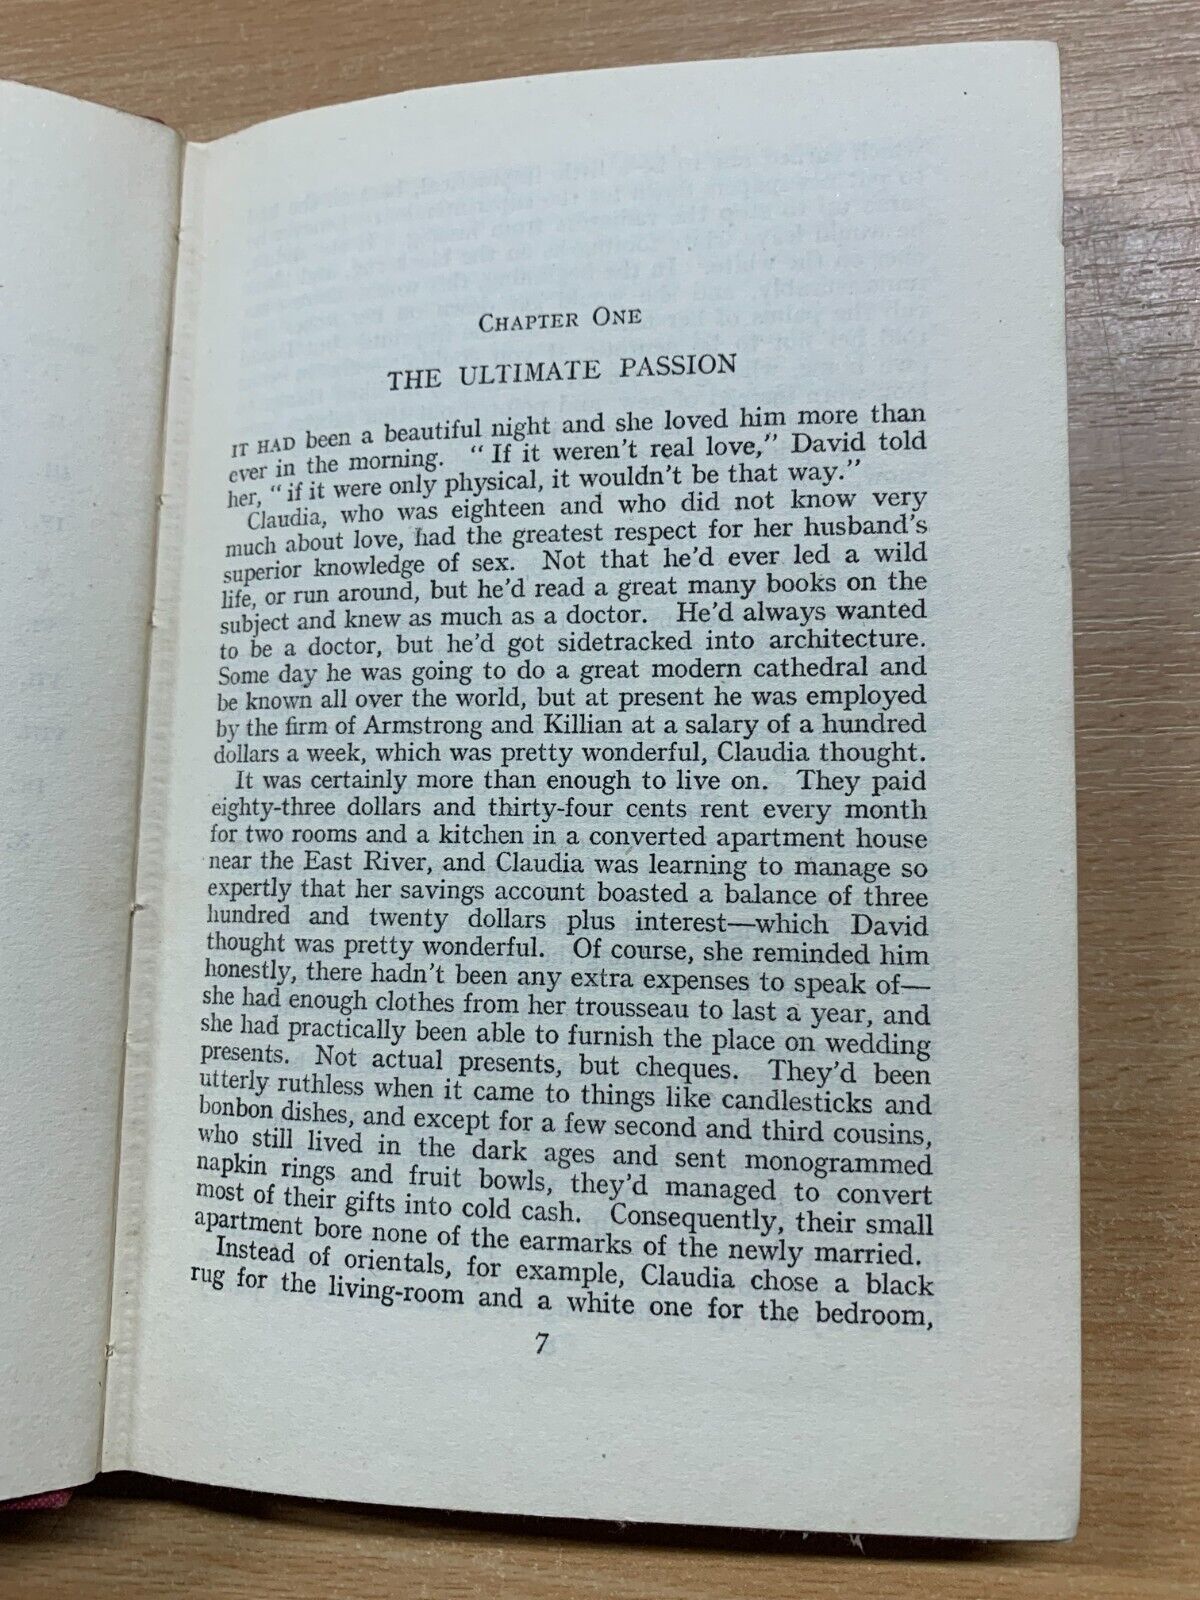 CHAPTER ONE
THE ULTIMATE PASSION
IT HAD been a beautiful night and she loved him more than
ever in the morning. “If it weren’t real love,” David told
her, “if it were only physical, it wouldn’t be that way.”
Claudia, who was eighteen and who did not know very
much about love, had the greatest respect for her husband’s
superior knowledge of sex. Not that he’d ever led a wild
life, or run around, but he’d read a great many books on the
subject and knew as much as a doctor. He’d always wanted
to be a doctor, but he’d got sidetracked into architecture.
Some day he was going to do a great modern cathedral and
be known all over the world, but at present he was employed
by the firm of Armstrong and Killian at a salary of a hundred
dollars a week, which was pretty wonderful, Claudia thought.
It was certainly more than enough to live on. They paid
eighty-three dollars and thirty-four cents rent every month
for two rooms and a kitchen in a converted apartment house
near the East River, and Claudia was learning to manage so
expertly that her savings account boasted a balance of three
hundred and twenty dollars plus interest—which David
thought was pretty wonderful. Of course, she reminded him
honestly, there hadn’t been any extra expenses to speak of—
she had enough clothes from her trousseau to last a year, and
she had practically been able to furnish the place on wedding
presents. Not actual presents, but cheques. They’d been
utterly ruthless when it came to things like candlesticks and
bonbon dishes, and except for a few second and third cousins,
who still lived in the dark ages and sent monogrammed
napkin rings and fruit bowls, they’d managed to convert
most of their gifts into cold cash. Consequently, their small
apartment bore none of the earmarks of the newly married.
Instead of orientals, for example, Claudia chose a black
rug for the living-room and a white one for the bedroom,
7